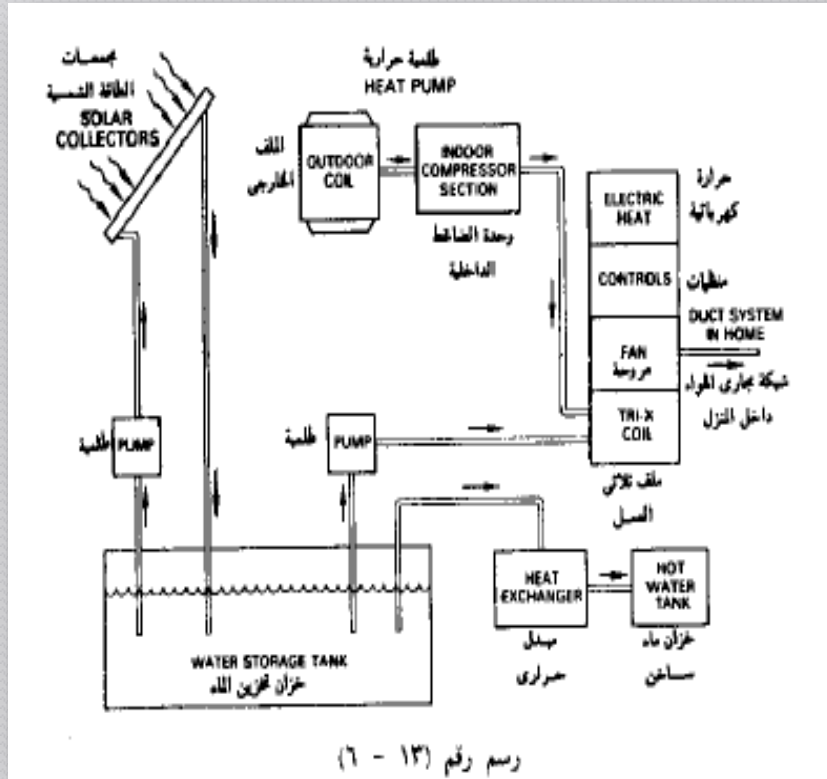 مجمعات
الطاقة الشمسية
SOLAR
COLLECTORS
طلمبة حرارية
HEAT PUMP
الملف
الخارجى
OUTDOOR
COIL
INDOOR
COMPRESSOR
SECTION
وحدة الضاغط
الداخلية
ELECTRIC
HEAT
حرارة
كهربائية
CONTROLS
منظمات
DUCT SYSTEM
IN HOME
FAN
مروحة
شبكة مجارى الهواء
داخل المنزل
TRI-X
COIL
ملف ثلاثي
العمل
طلمبة
PUMP
طلمبة
PUMP
HEAT
EXCHANGER
مبدل
حرارى
HOT
WATER
TANK
خزان ماء
ساخن
WATER STORAGE TANK
خزان تخزين الماء
رسم رقم (١٣ - ٦)